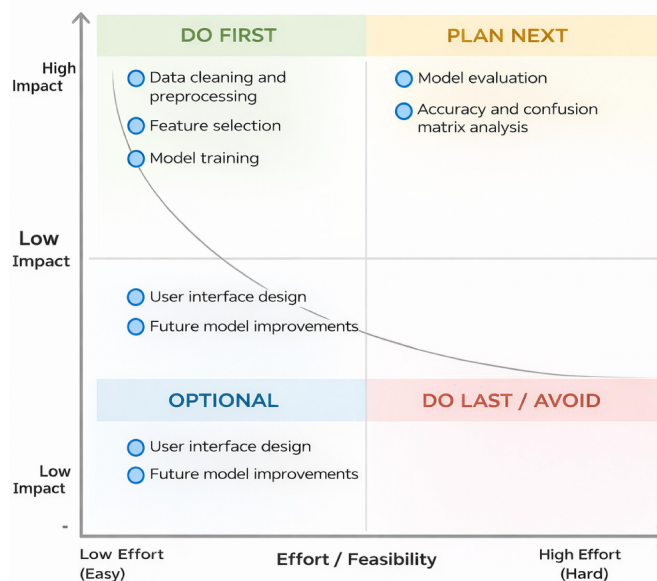 DO FIRST
PLAN NEXT
High
Impact
Data cleaning and
preprocessing
Feature selection
Model training
Model evaluation
Accuracy and confusion
matrix analysis
Low
Impact
User interface design
Future model improvements
OPTIONAL
DO LAST / AVOID
User interface design
Future model improvements
Low
Impact
-
Low Effort
(Easy)
Effort / Feasibility
High Effort
(Hard)